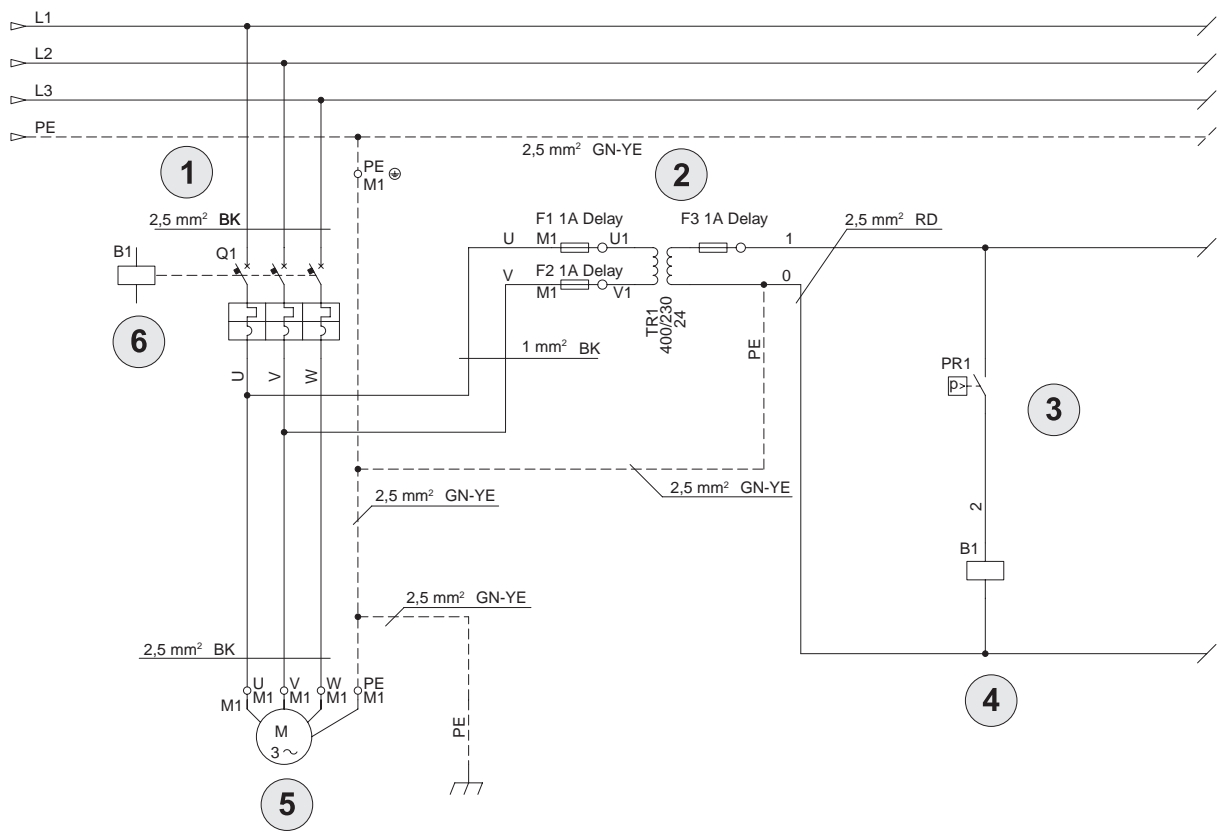 L1
L2
L3
PE
2,5 mm² GN-YE
1
2
PE
M1
2,5 mm² BK
F1 1A Delay
F3 1A Delay
2,5 mm² RD
U
M1
U1
1
B1
Q1
F2 1A Delay
V
M1
V1
0
6
TR1
400/230
24
1 mm² BK
PE
PR1
p>
3
U
V
W
2,5 mm² GN-YE
2,5 mm² GN-YE
2
B1
2,5 mm² GN-YE
2,5 mm² BK
U
V
W
PE
M1
M1
M1
M1
M1
4
M
3~
PE
5